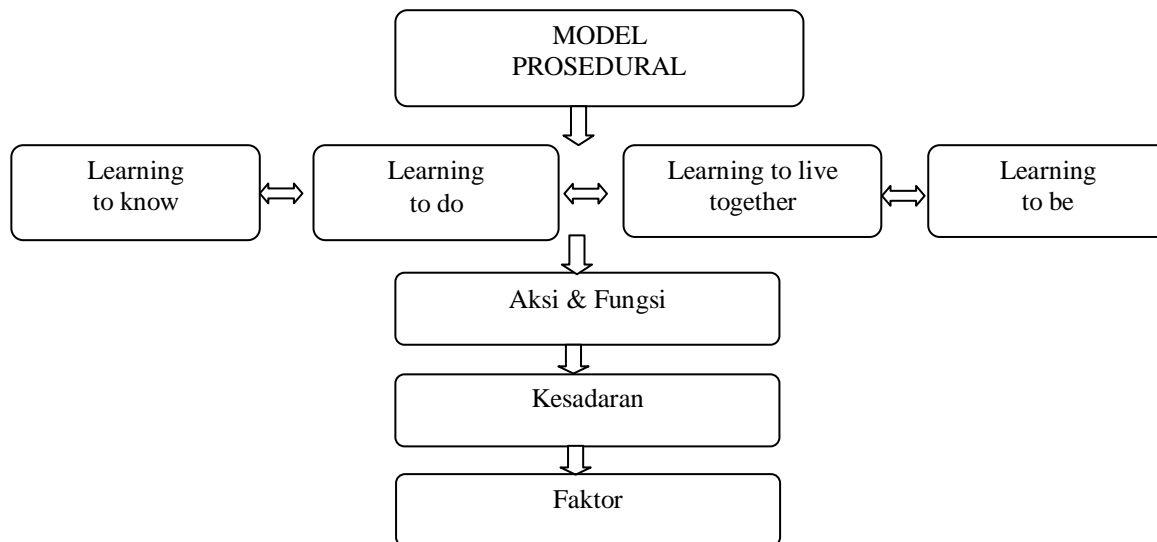 MODEL
PROSEDURAL
Learning
to know
Learning
to do
Learning to live
together
Learning
to be
Aksi & Fungsi
Kesadaran
Faktor